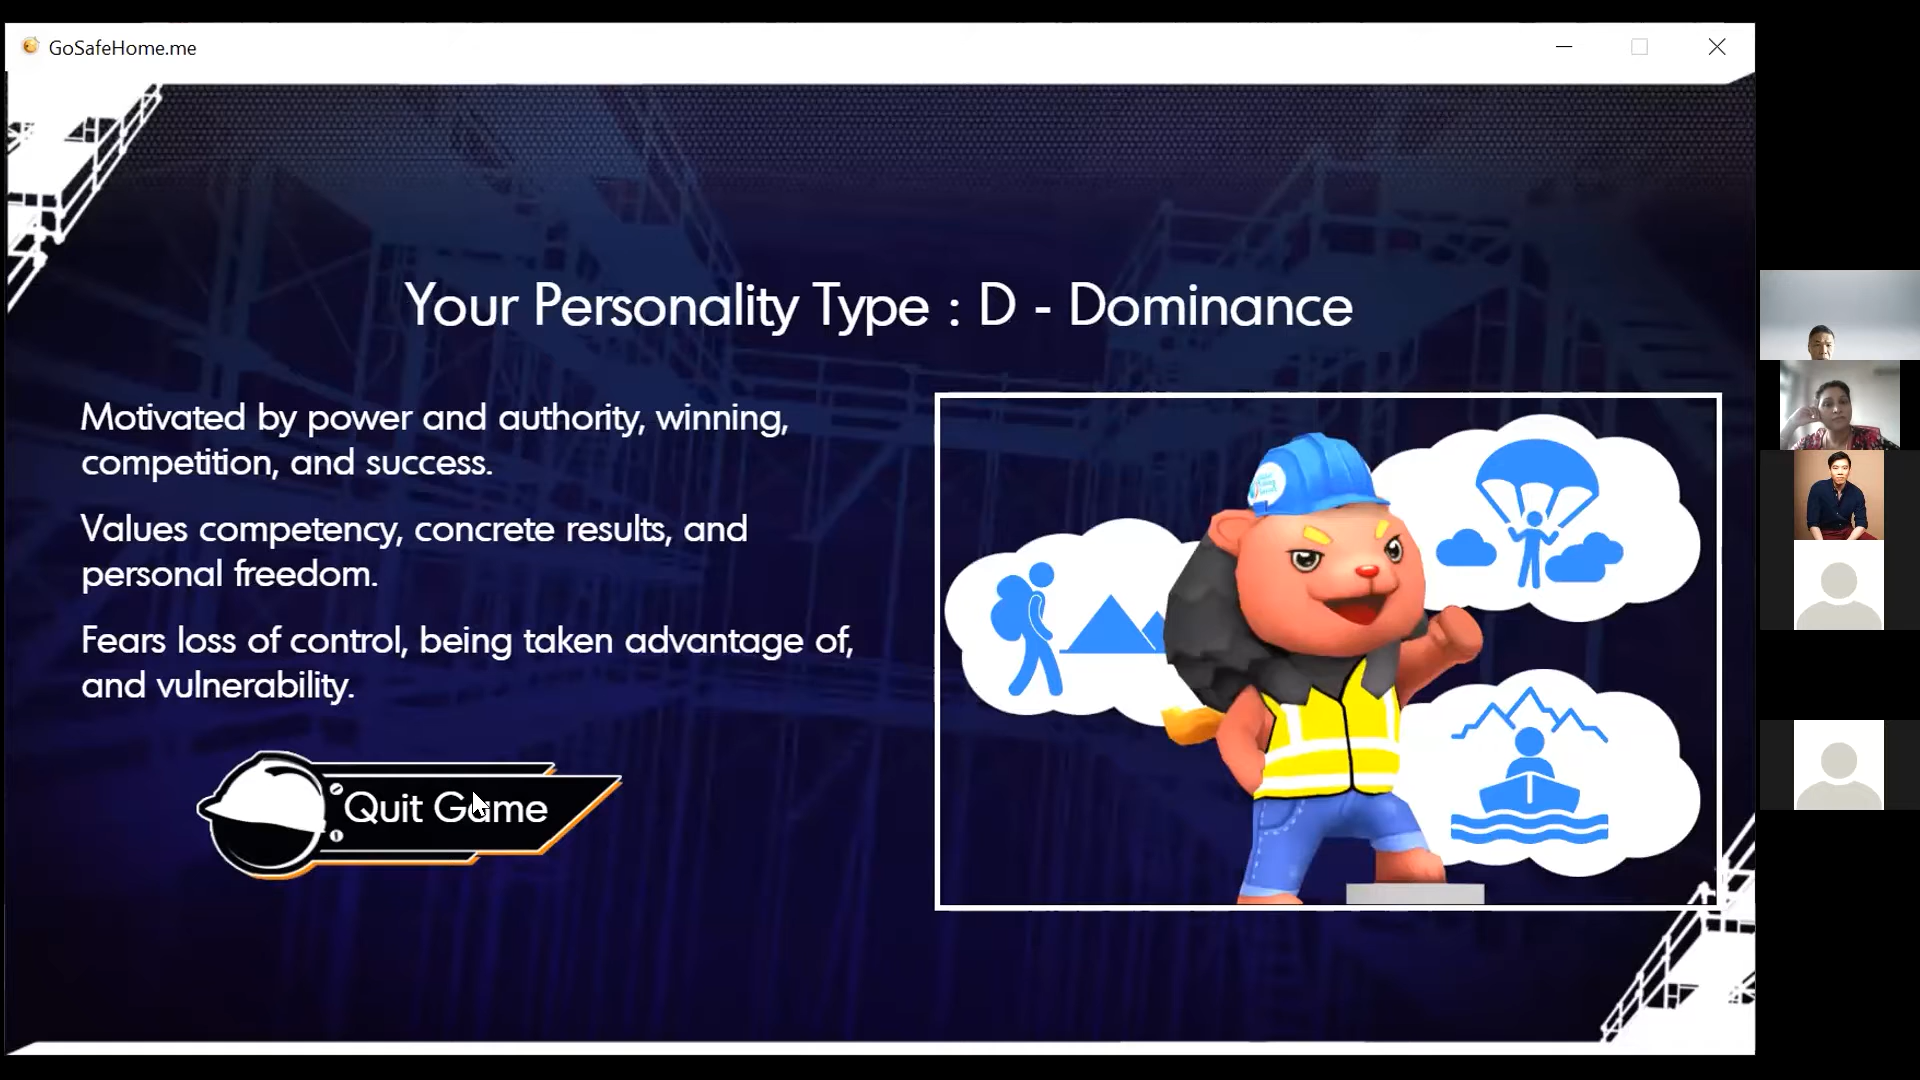 GoSafeHome.me
Your Personality Type : D - Dominance
Motivated by power and authority, winning,
competition, and success.
Values competency, concrete results, and
personal freedom.
Fears loss of control, being taken advantage of,
and vulnerability.
Quit Game